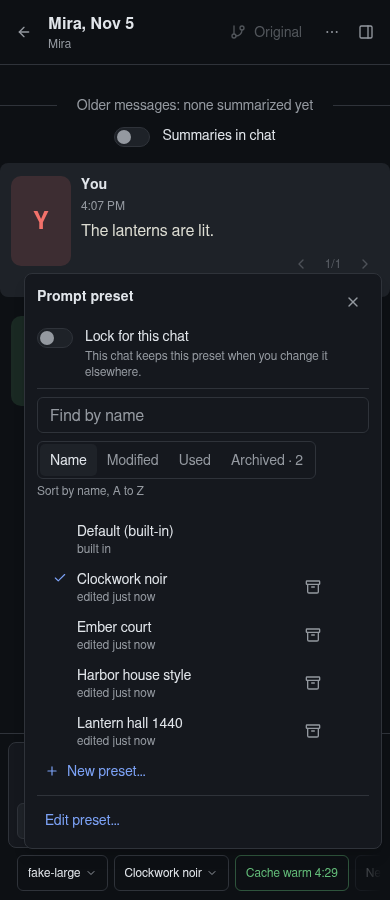 Mira, Nov 5
Mira
Original
Older messages: none summarized yet
Summaries in chat
Y
You
4:07 PM
The lanterns are lit.
1/1
Prompt preset
Lock for this chat
This chat keeps this preset when you change it
elsewhere.
Find by name
Name Modified Used Archived · 2
Sort by name, A to Z
Default (built-in)
built in
Clockwork noir
edited just now
Ember court
edited just now
Harbor house style
edited just now
Lantern hall 1440
edited just now
New preset...
Edit preset...
fake-large Clockwork noir Cache warm 4:29